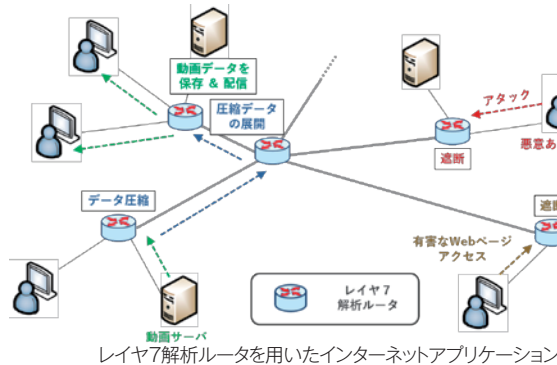 動画データを
保存 & 配信
圧縮データ
の展開
アタック
悪意あ
遮断
データ圧縮
遮
有害なWebページ
アクセス
レイヤ7
解析ルータ
動画サーバ
レイヤ7解析ルータを用いたインターネットアプリケーション